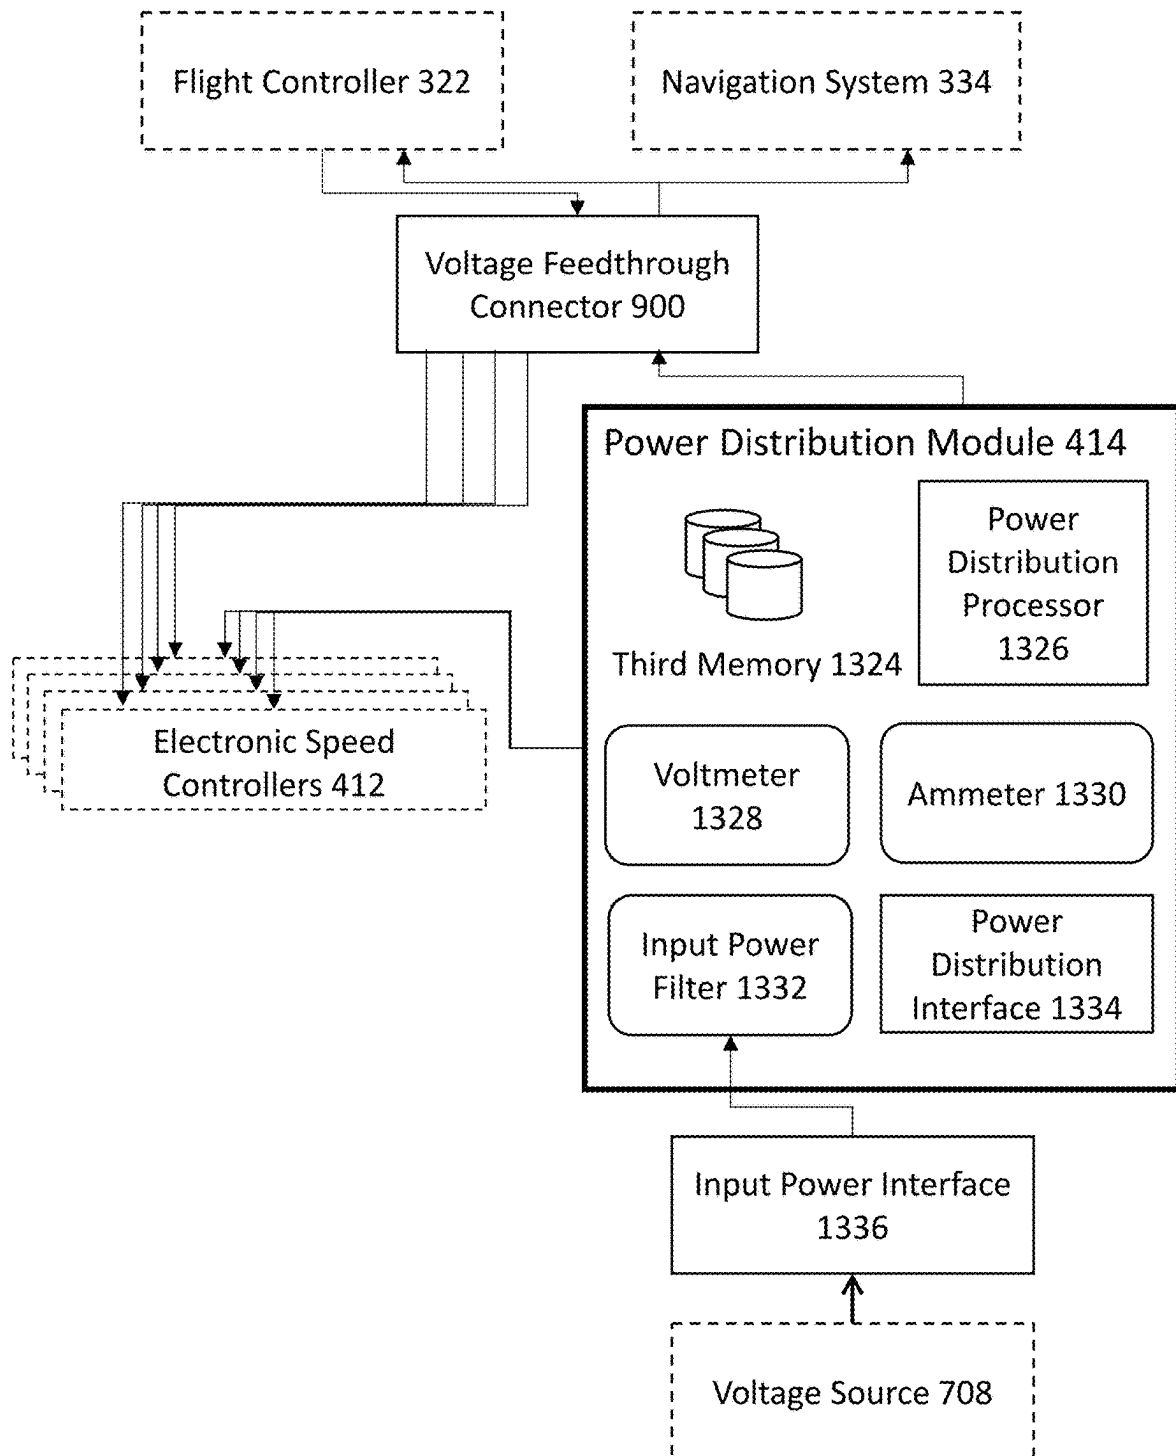 Flight Controller 322
Navigation System 334
Voltage Feedthrough
Connector 900
Power Distribution Module 414
Power
Distribution
Processor
1326
Third Memory 1324
Electronic Speed
Controllers 412
Voltmeter
1328
Ammeter 1330
Input Power
Filter 1332
Power
Distribution
Interface 1334
Input Power Interface
1336
Voltage Source 708